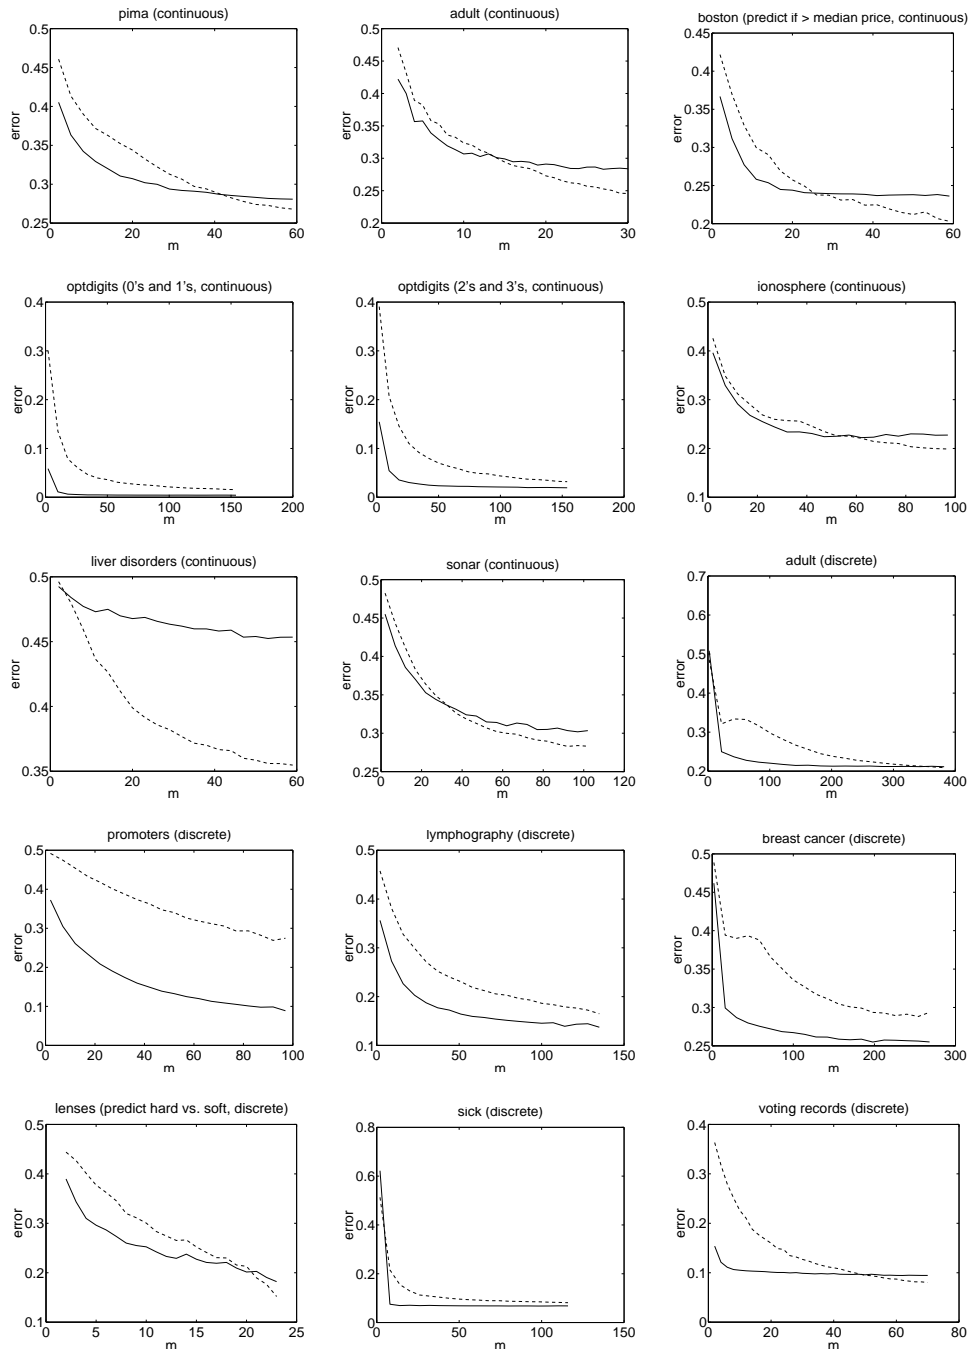 pima (continuous)
0.5
0.45
0.4
0.35
0.3
0.25
error
0 20 40 60
m
adult (continuous)
0.5
0.45
0.4
0.35
0.3
0.25
0.2
error
0 10 20 30
m
boston (predict if > median price, continuous)
0.45
0.4
0.35
0.3
0.25
0.2
error
0 20 40 60
m
optdigits (0's and 1's, continuous)
0.4
0.3
0.2
0.1
0
error
0 50 100 150 200
m
optdigits (2's and 3's, continuous)
0.4
0.3
0.2
0.1
0
error
0 50 100 150 200
m
ionosphere (continuous)
0.5
0.4
0.3
0.2
0.1
error
0 20 40 60 80 100
m
liver disorders (continuous)
0.5
0.45
0.4
0.35
error
0 20 40 60
m
sonar (continuous)
0.5
0.45
0.4
0.35
0.3
0.25
error
0 20 40 60 80 100 120
m
adult (discrete)
0.7
0.6
0.5
0.4
0.3
0.2
error
0 100 200 300 400
m
promoters (discrete)
0.5
0.4
0.3
0.2
0.1
0
error
0 20 40 60 80 100
m
lymphography (discrete)
0.5
0.4
0.3
0.2
0.1
error
0 50 100 150
m
breast cancer (discrete)
0.5
0.45
0.4
0.35
0.3
0.25
error
0 100 200 300
m
lenses (predict hard vs. soft, discrete)
0.5
0.4
0.3
0.2
0.1
error
0 5 10 15 20 25
m
sick (discrete)
0.8
0.6
0.4
0.2
0
error
0 50 100 150
m
voting records (discrete)
0.4
0.3
0.2
0.1
0
error
0 20 40 60 80
m